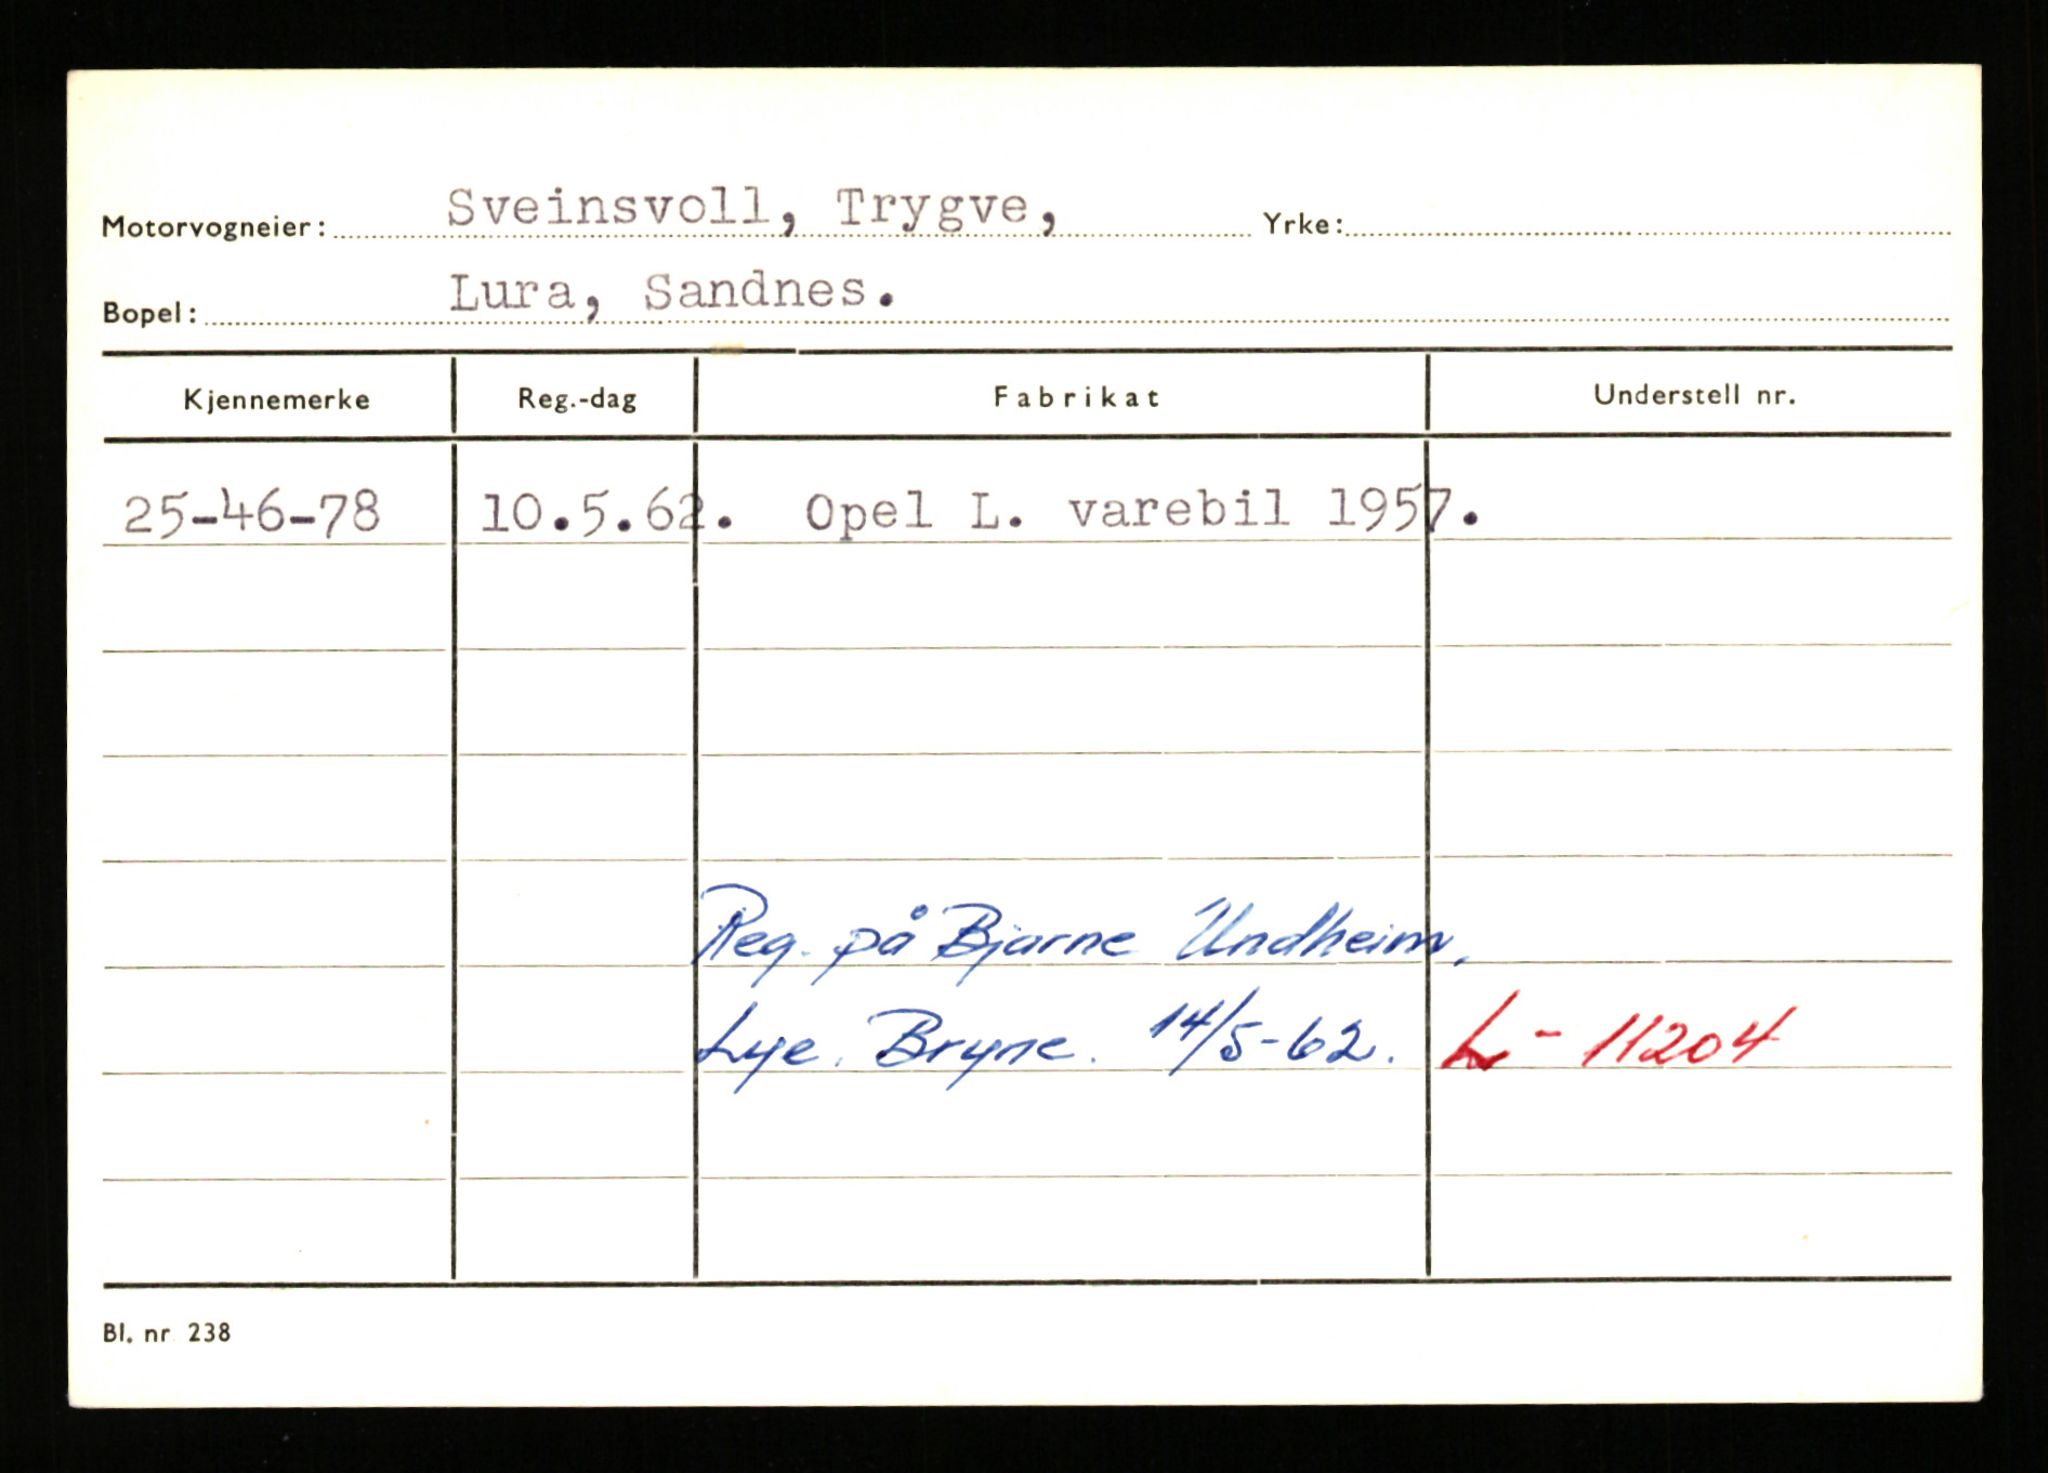 Motorvogneier: Sveinsvoll, Trygve, Yrke:
Bopel: Lura, Sandnes.
Kjennemerke Reg.-dag Fabrikat Understell nr.
25-46-78 10.5.62. Opel L. varebil 1957.
Reg. på Bjarne Undheim,
Lye. Bryne. 14/5-62. L-11204
Bl. nr 238